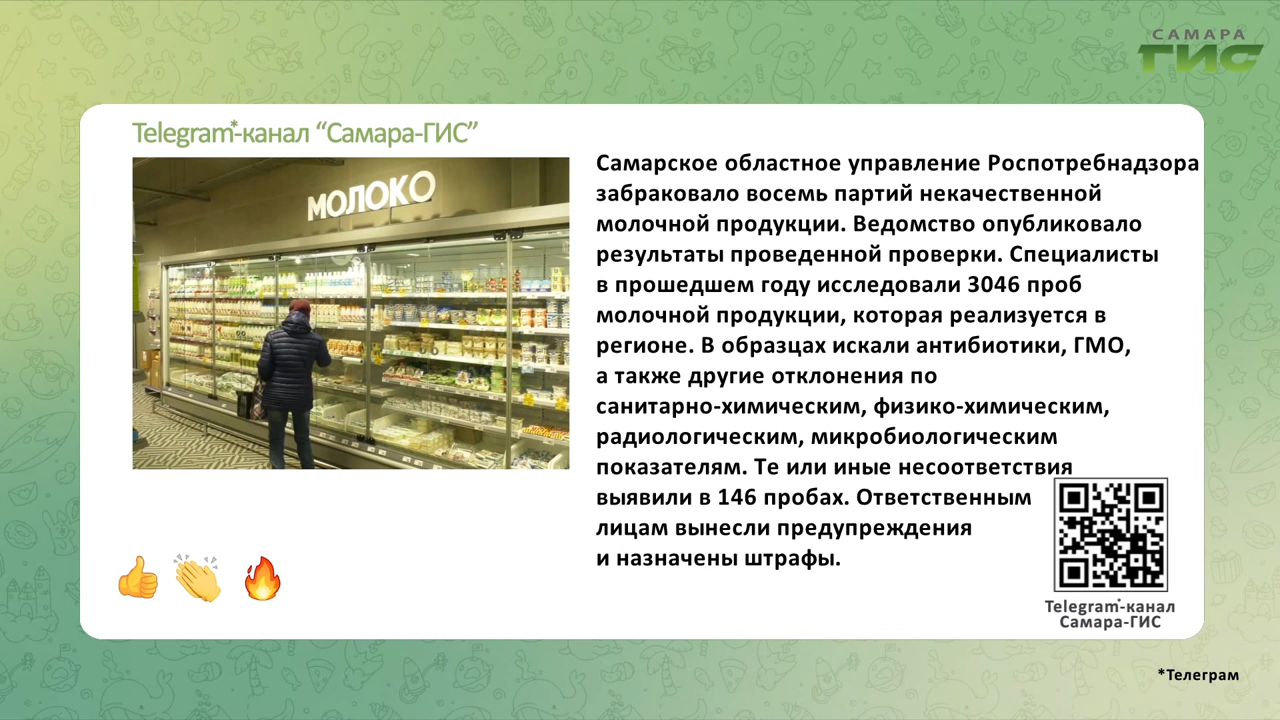 САМАРА
ГИС
Telegram*-канал “Самара-ГИС”
МОЛОКО
Самарское областное управление Роспотребнадзора
забраковало восемь партий некачественной
молочной продукции. Ведомство опубликовало
результаты проведенной проверки. Специалисты
в прошедшем году исследовали 3046 проб
молочной продукции, которая реализуется в
регионе. В образцах искали антибиотики, ГМО,
а также другие отклонения по
санитарно-химическим, физико-химическим,
радиологическим, микробиологическим
показателям. Те или иные несоответствия
выявили в 146 пробах. Ответственным
лицам вынесли предупреждения
и назначены штрафы.
Telegram*-канал
Самара-ГИС
*Телеграм